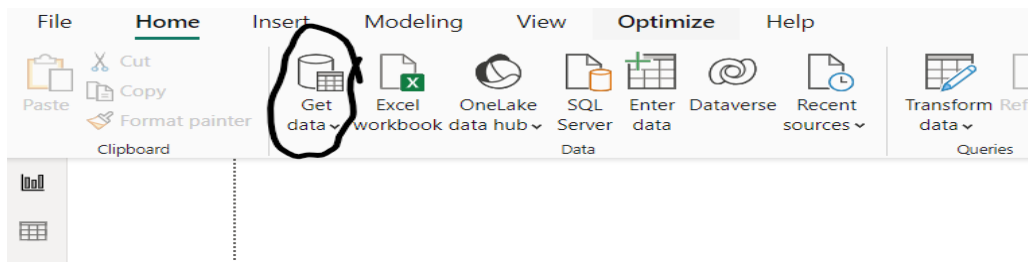 File Home Insert Modeling View Optimize Help
Cut
Copy
Format painter
Paste
Clipboard
Get data
Excel workbook
OneLake data hub
SQL Server
Enter data
Dataverse
Recent sources
Data
Transform data
Ref
Queries